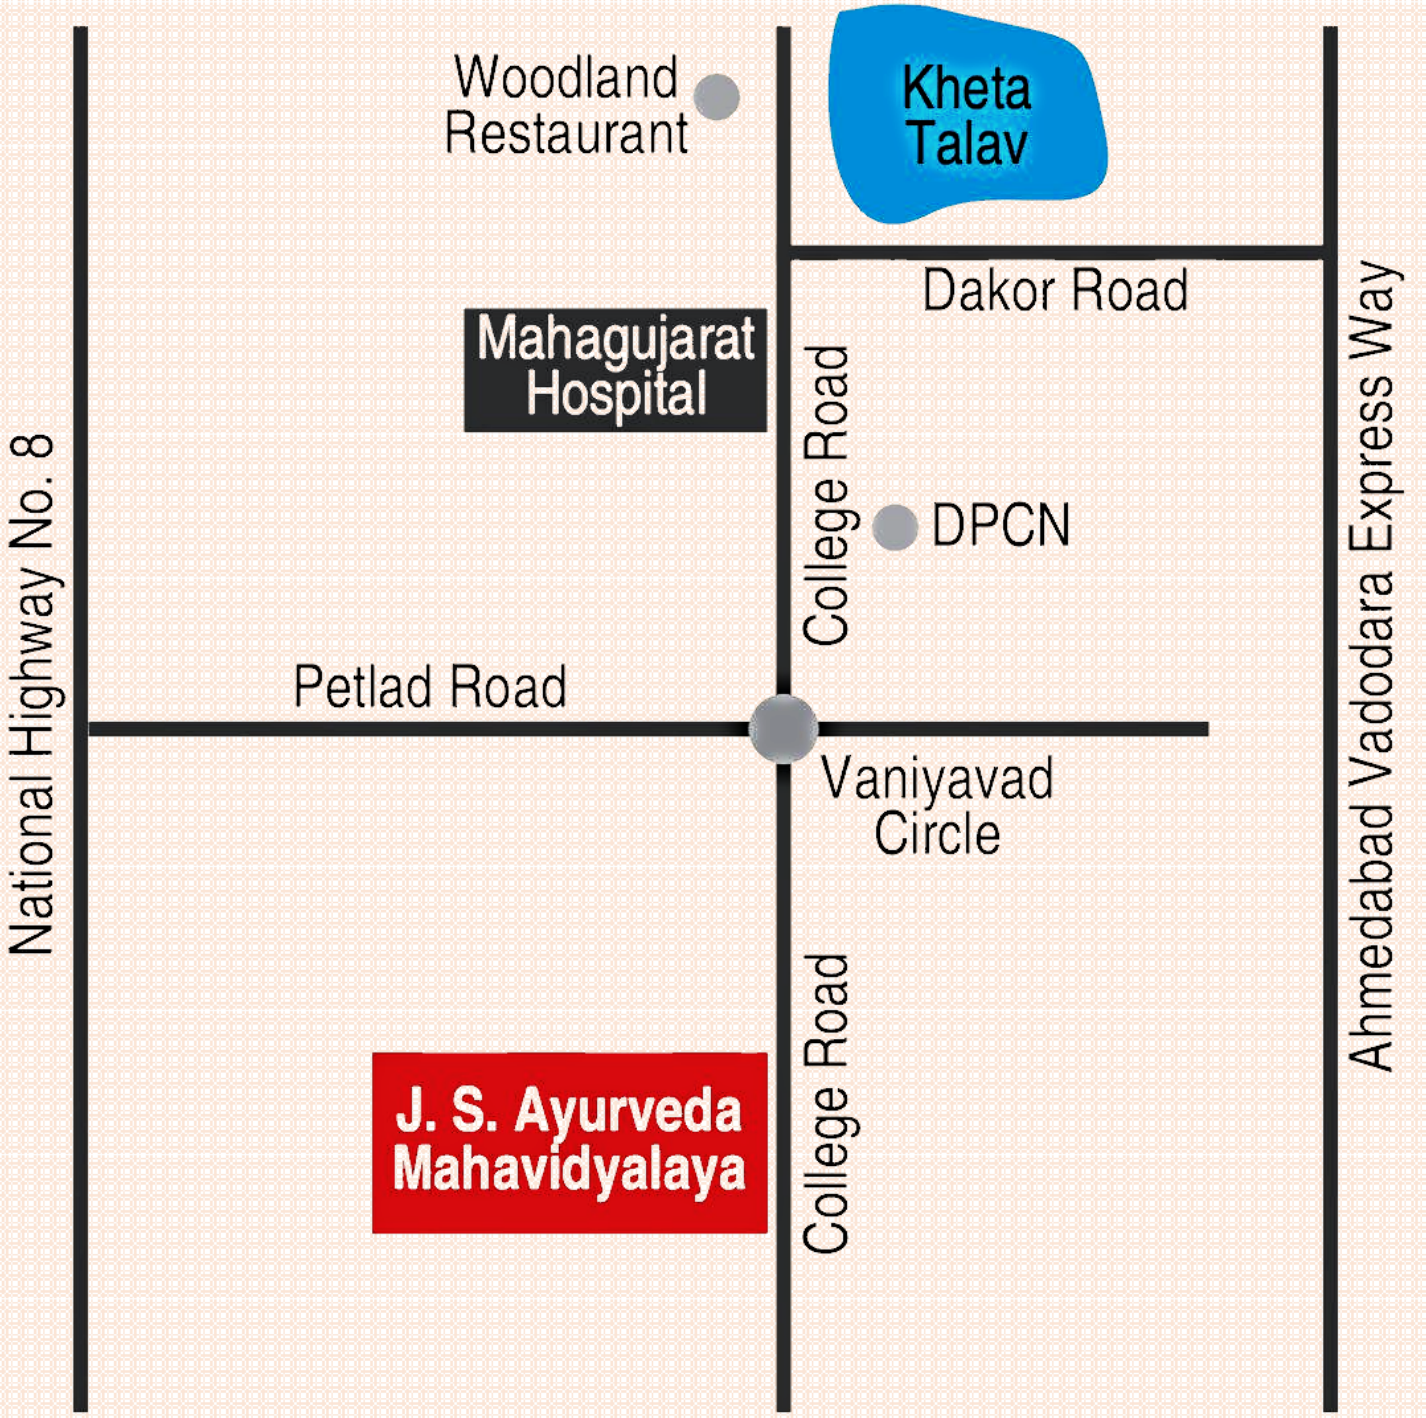 Woodland
Restaurant
Kheta
Talav
Dakor Road
Mahagujarat
Hospital
College Road
DPCN
National Highway No. 8
Ahmedabad Vadodara Express Way
Petlad Road
Vaniyavad
Circle
College Road
J. S. Ayurveda
Mahavidyalaya